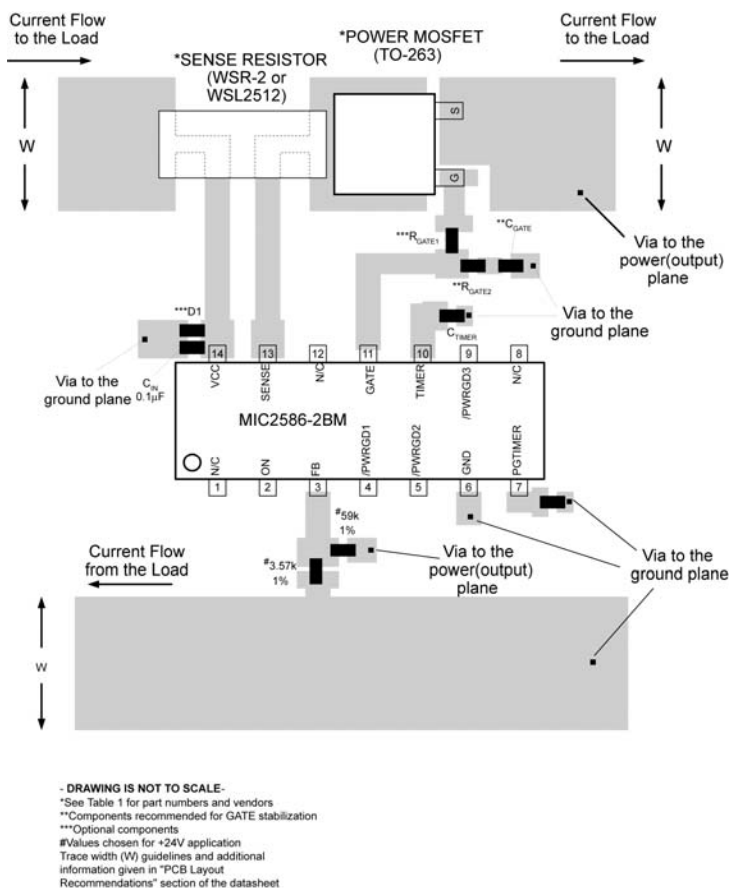 Current Flow
to the Load
*SENSE RESISTOR
(WSR-2 or
WSL2512)
*POWER MOSFET
(TO-263)
Current Flow
to the Load
W
S
G
W
***RGATE1
**CGATE
**RGATE2
Via to the
power(output)
plane
***D1
CTIMER
Via to the
ground plane
Via to the
ground plane
CIN
0.1µF
14
13
12
11
10
9
8
VCC
SENSE
N/C
GATE
TIMER
/PWRGD3
N/C
MIC2586-2BM
N/C
ON
FB
/PWRGD1
/PWRGD2
GND
PGTIMER
1
2
3
4
5
6
7
#59k
1%
#3.57k
1%
Current Flow
from the Load
Via to the
power(output)
plane
Via to the
ground plane
W
- DRAWING IS NOT TO SCALE-
*See Table 1 for part numbers and vendors
**Components recommended for GATE stabilization
***Optional components
#Values chosen for +24V application
Trace width (W) guidelines and additional
information given in "PCB Layout
Recommendations" section of the datasheet